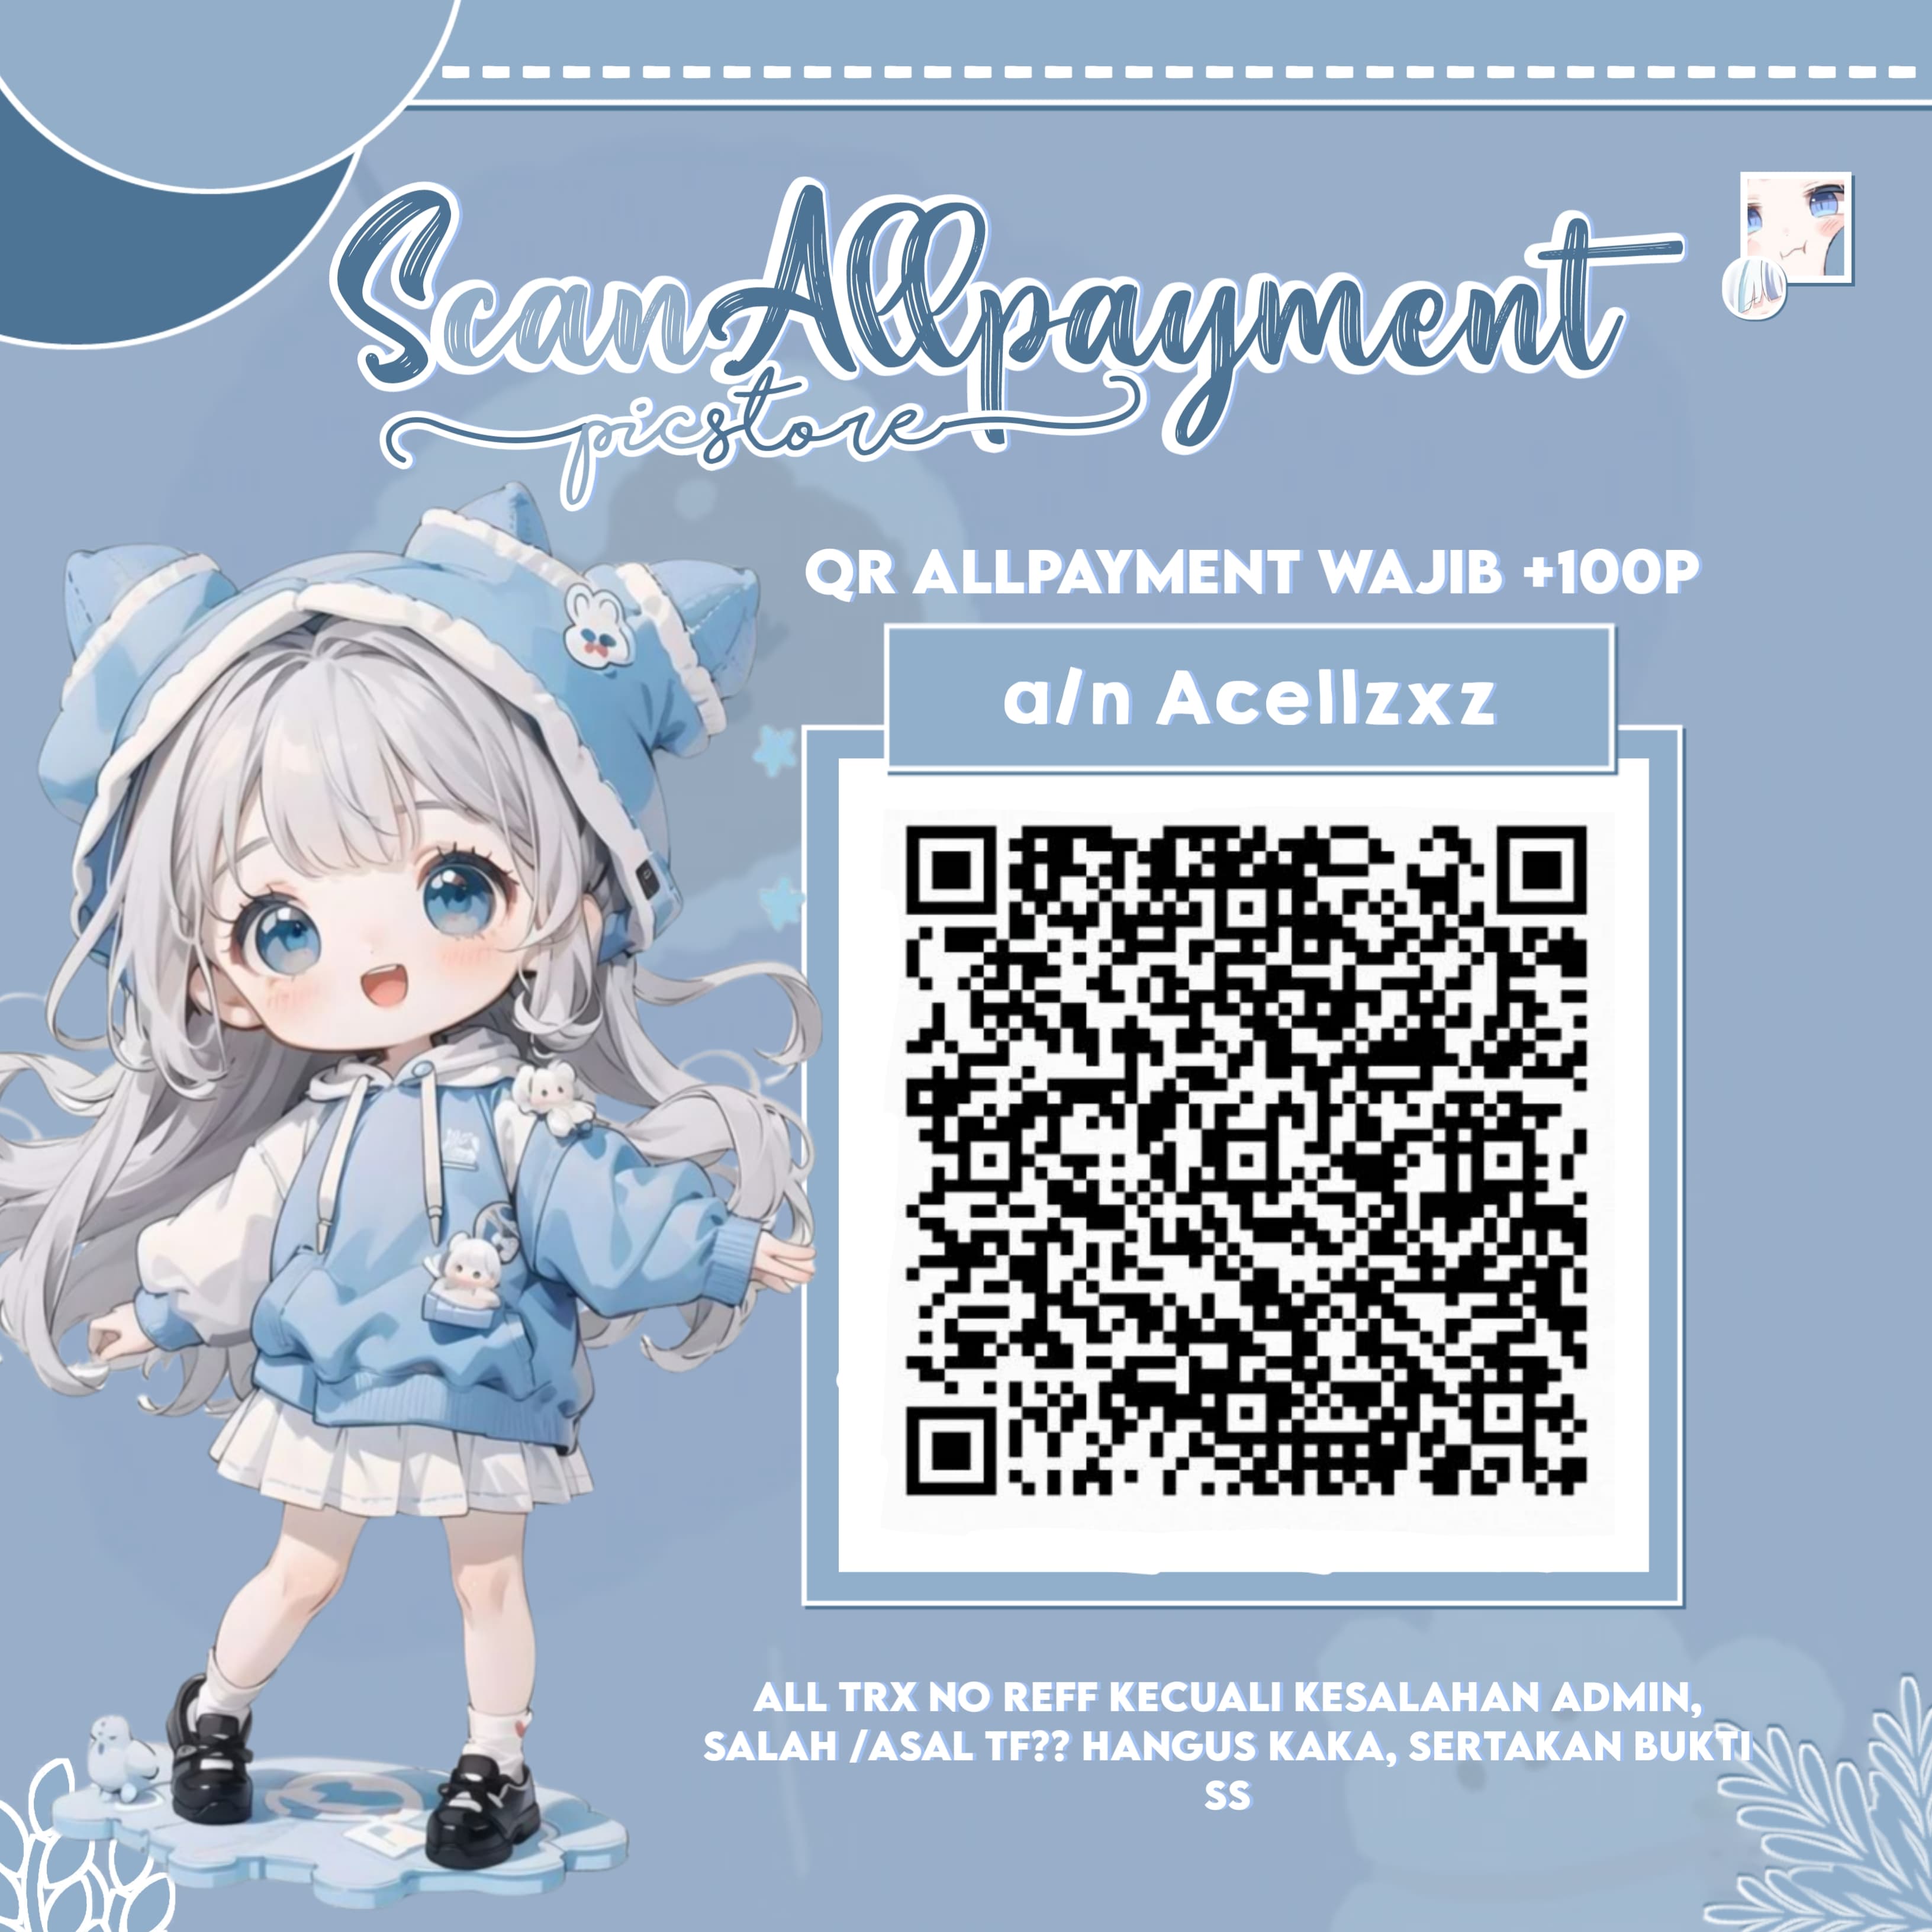 ScanAllpayment
picstore
QR ALLPAYMENT WAJIB +100P
a/n Acellzxz
ALL TRX NO REFF KECUALI KESALAHAN ADMIN,
SALAH /ASAL TF?? HANGUS KAKA, SERTAKAN BUKTI
SS